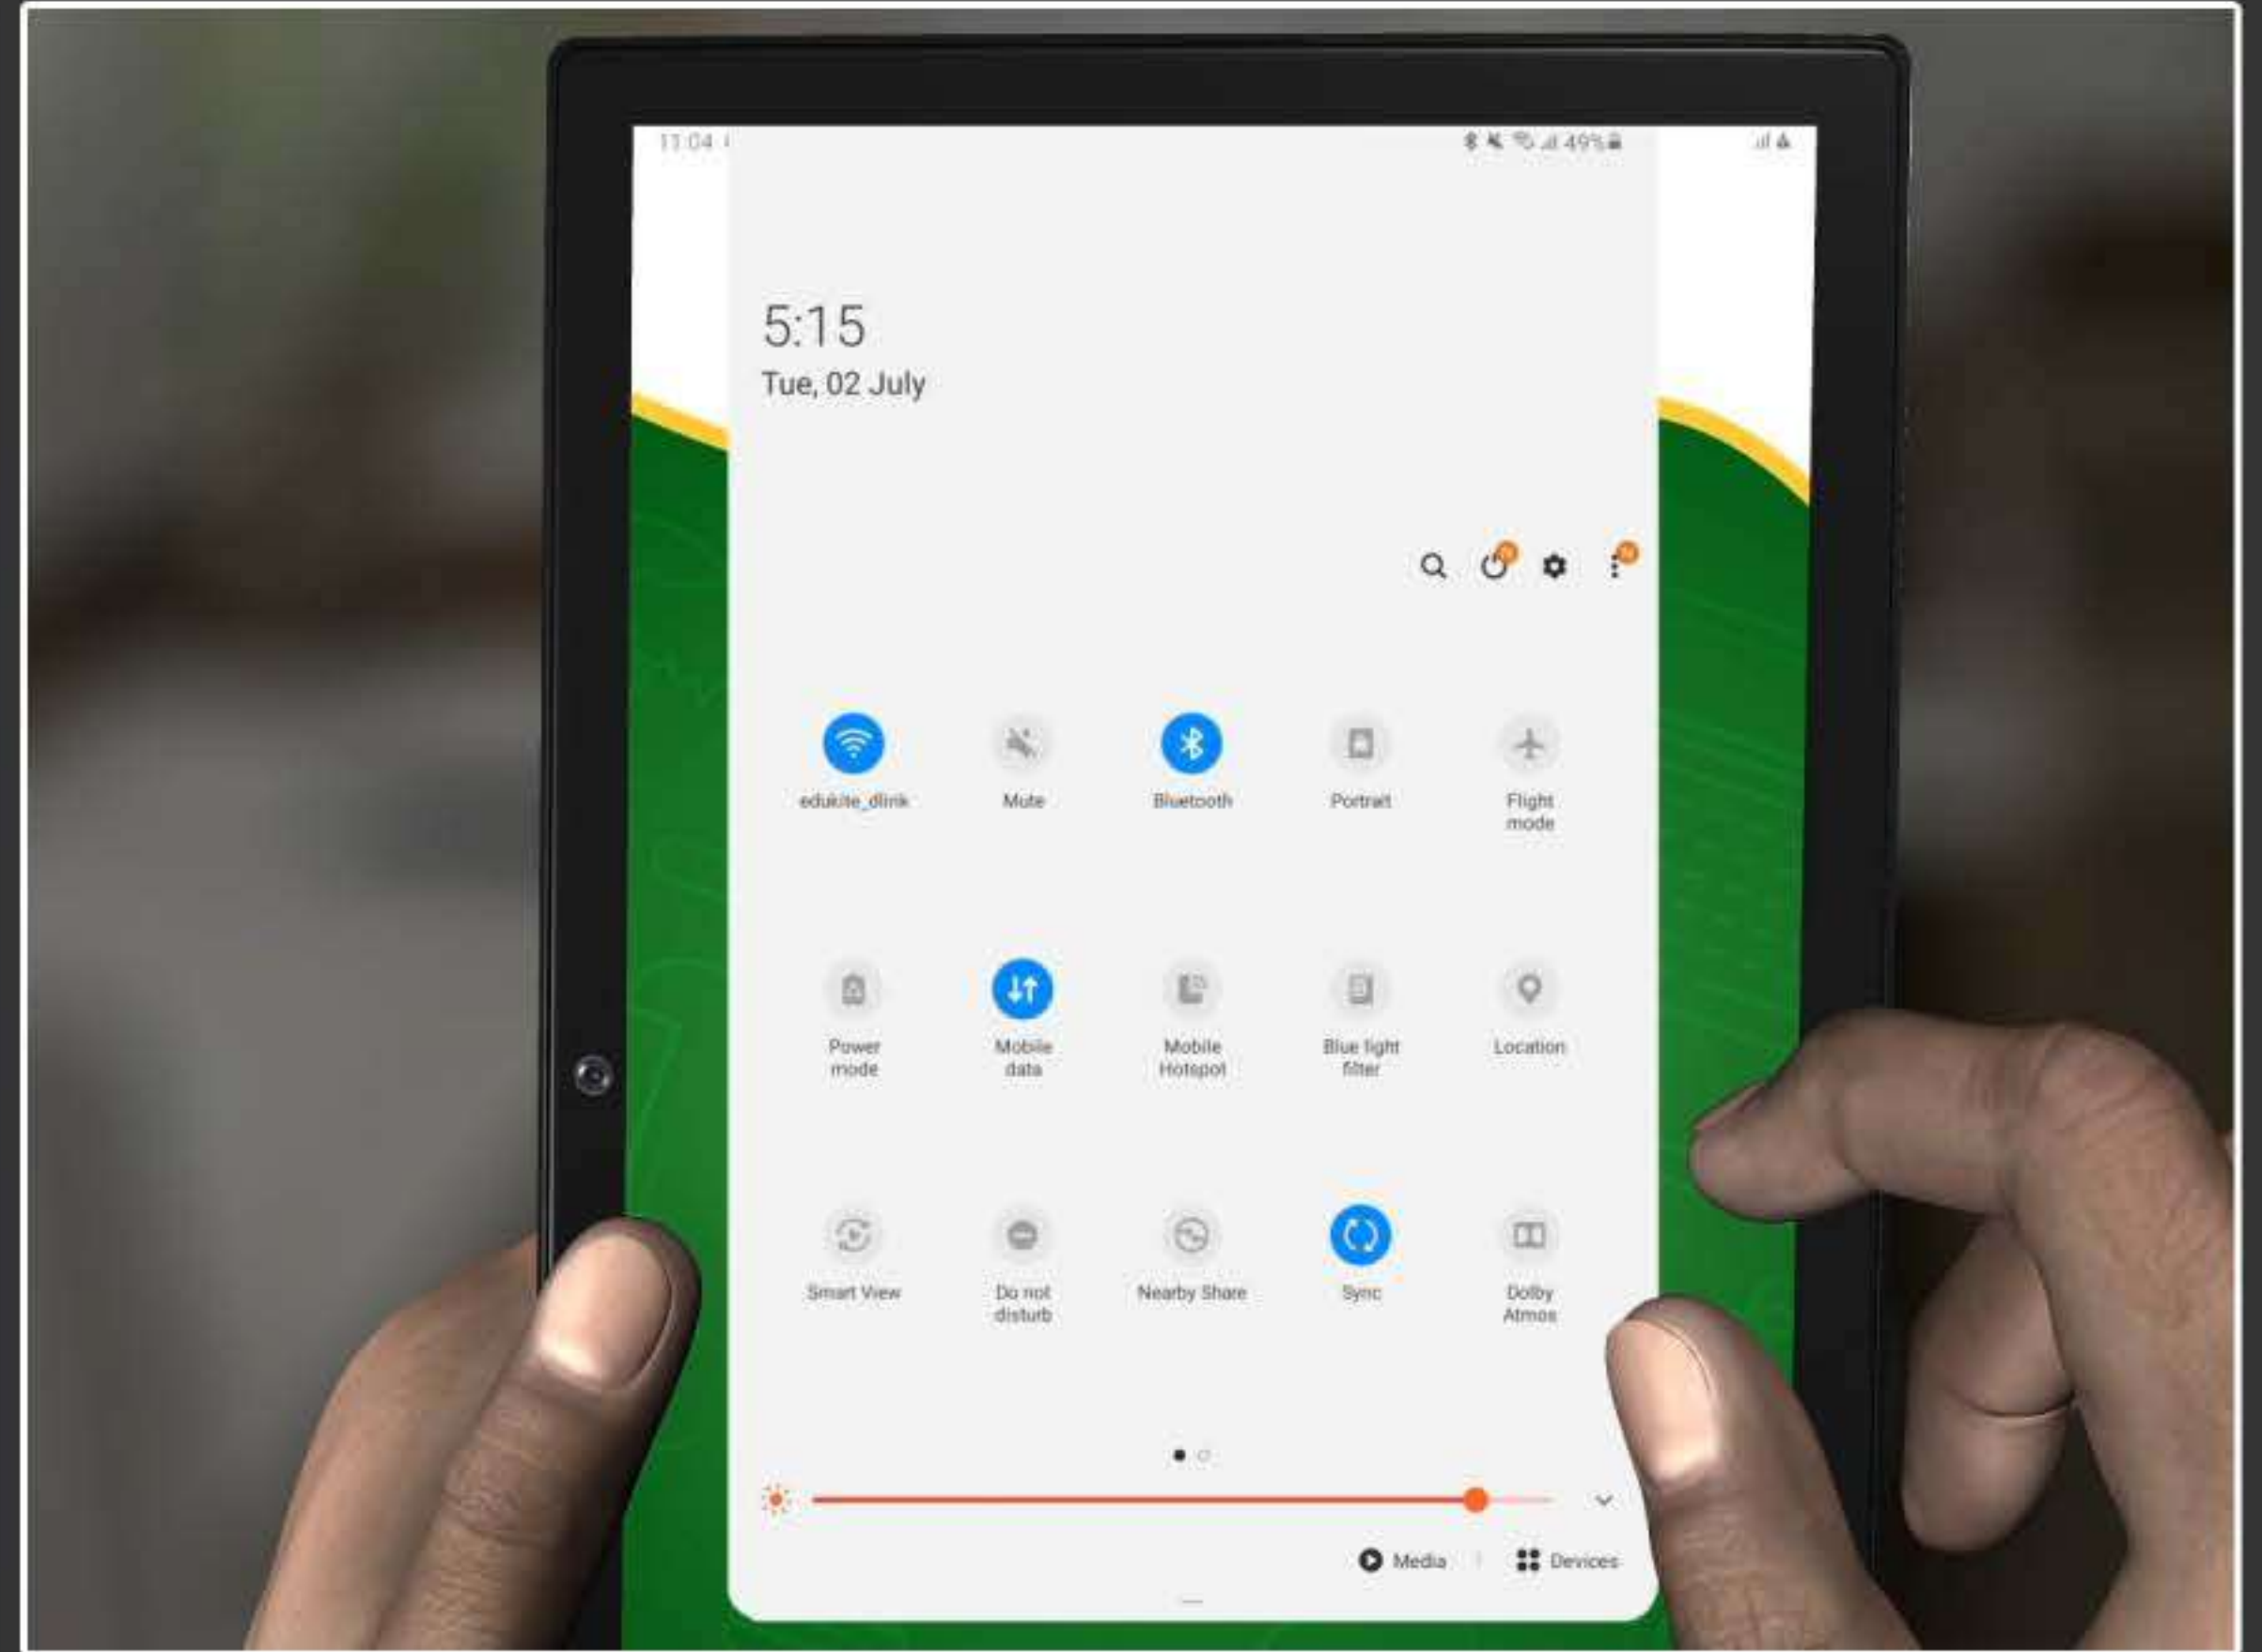 11:04
49%
5:15
Tue, 02 July
edukite_dlink
Mute
Bluetooth
Portrait
Flight
mode
Power
mode
Mobile
data
Mobile
Hotspot
Blue light
filter
Location
Smart View
Do not
disturb
Nearby Share
Sync
Dolby
Atmos
Media
Devices